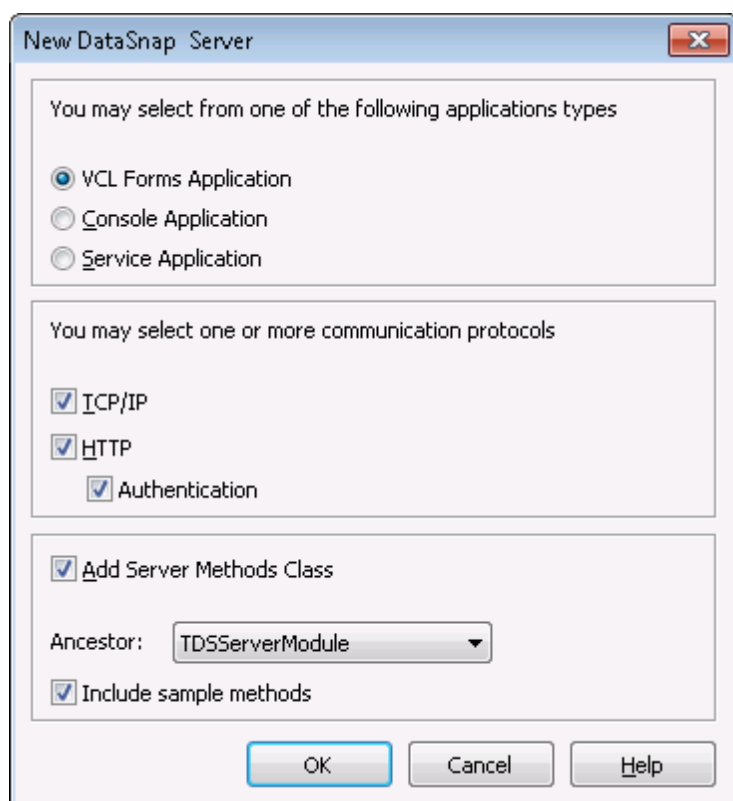 New DataSnap Server
You may select from one of the following applications types
VCL Forms Application
Console Application
Service Application
You may select one or more communication protocols
TCP/IP
HTTP
Authentication
Add Server Methods Class
Ancestor: TDSServerModule
Include sample methods
OK Cancel Help